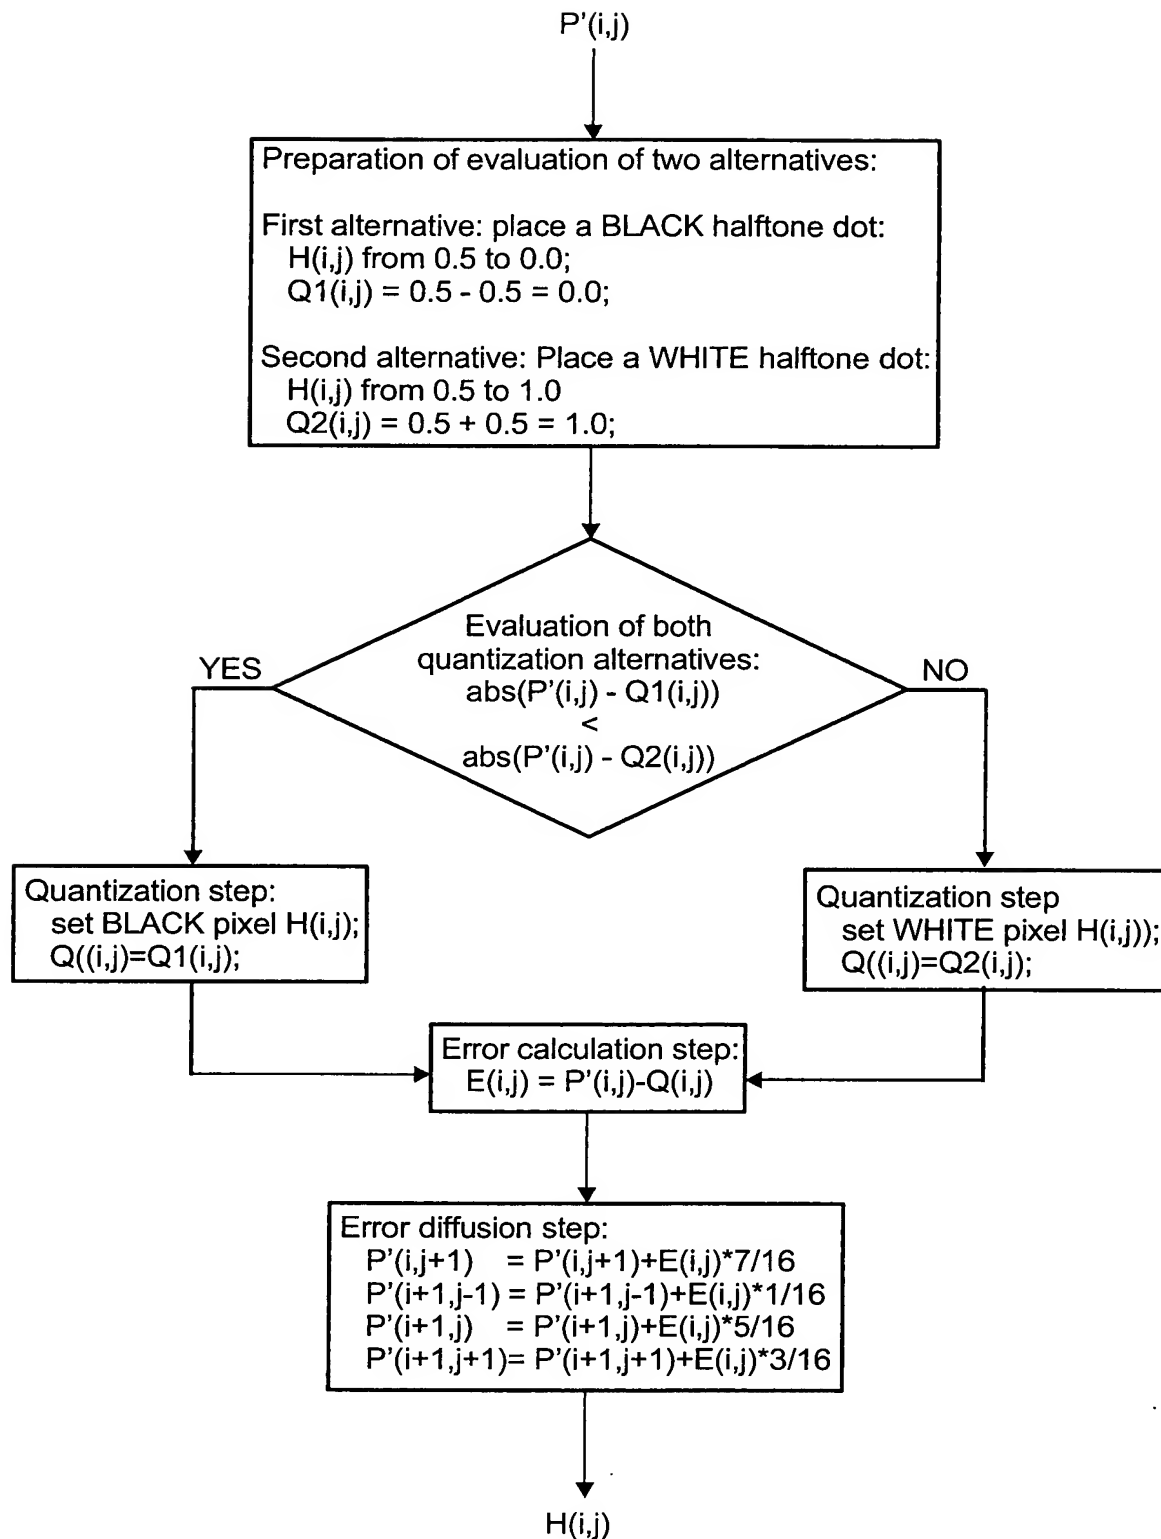 P'(i,j)
Preparation of evaluation of two alternatives:
First alternative: place a BLACK halftone dot:
H(i,j) from 0.5 to 0.0;
Q1(i,j) = 0.5 - 0.5 = 0.0;
Second alternative: Place a WHITE halftone dot:
H(i,j) from 0.5 to 1.0
Q2(i,j) = 0.5 + 0.5 = 1.0;
Evaluation of both
quantization alternatives:
abs(P'(i,j) - Q1(i,j))
<
abs(P'(i,j) - Q2(i,j))
YES
NO
Quantization step:
set BLACK pixel H(i,j);
Q((i,j)=Q1(i,j);
Quantization step
set WHITE pixel H(i,j));
Q((i,j)=Q2(i,j);
Error calculation step:
E(i,j) = P'(i,j)-Q(i,j)
Error diffusion step:
P'(i,j+1) = P'(i,j+1)+E(i,j)*7/16
P'(i+1,j-1) = P'(i+1,j-1)+E(i,j)*1/16
P'(i+1,j) = P'(i+1,j)+E(i,j)*5/16
P'(i+1,j+1)= P'(i+1,j+1)+E(i,j)*3/16
H(i,j)